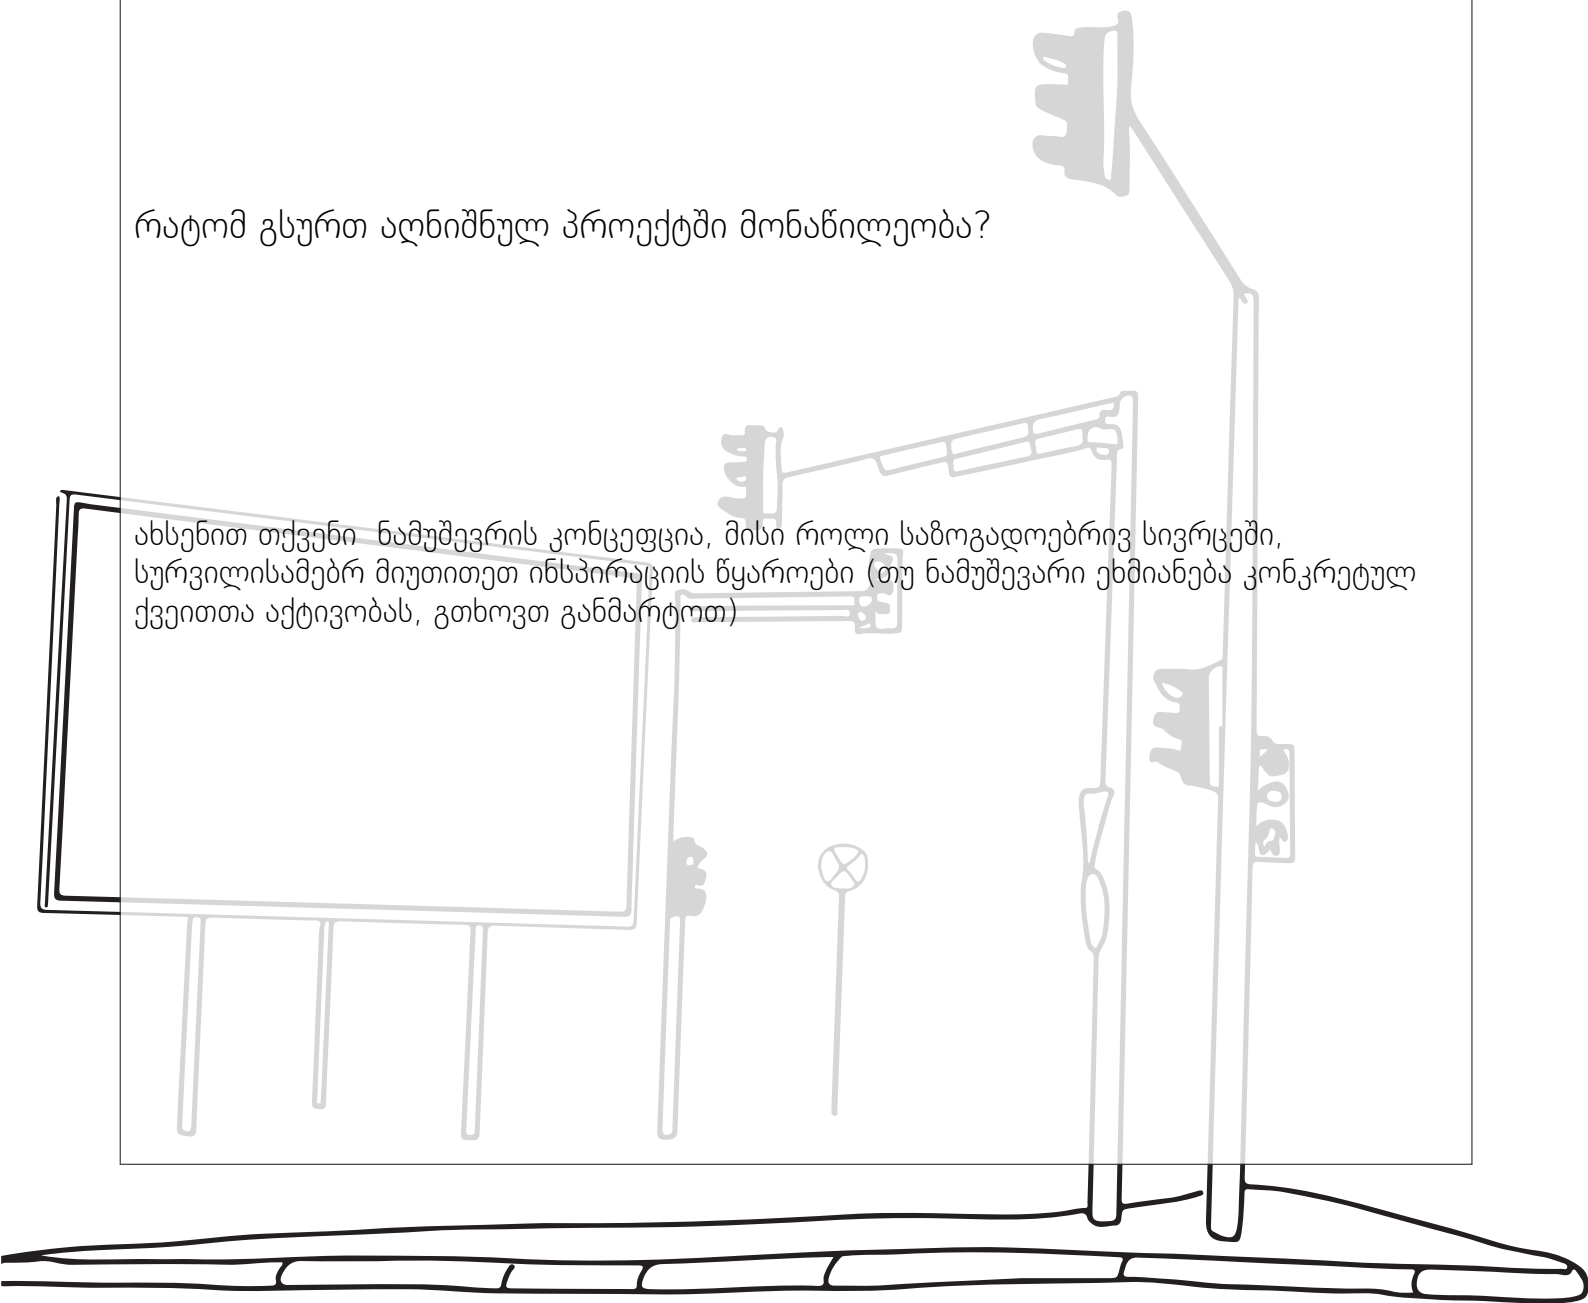 რატომ გსურთ აღნიშნულ პროექტში მონაწილეობა?
ახსენით თქვენი ნამუშევრის კონცეფცია, მისი როლი საზოგადოებრივ სივრცეში,
სურვილისამებრ მიუთითეთ ინსპირაციის წყაროები (თუ ნამუშევარი ეხმიანება კონკრეტულ
ქვეითთა აქტივობას, გთხოვთ განმარტოთ)